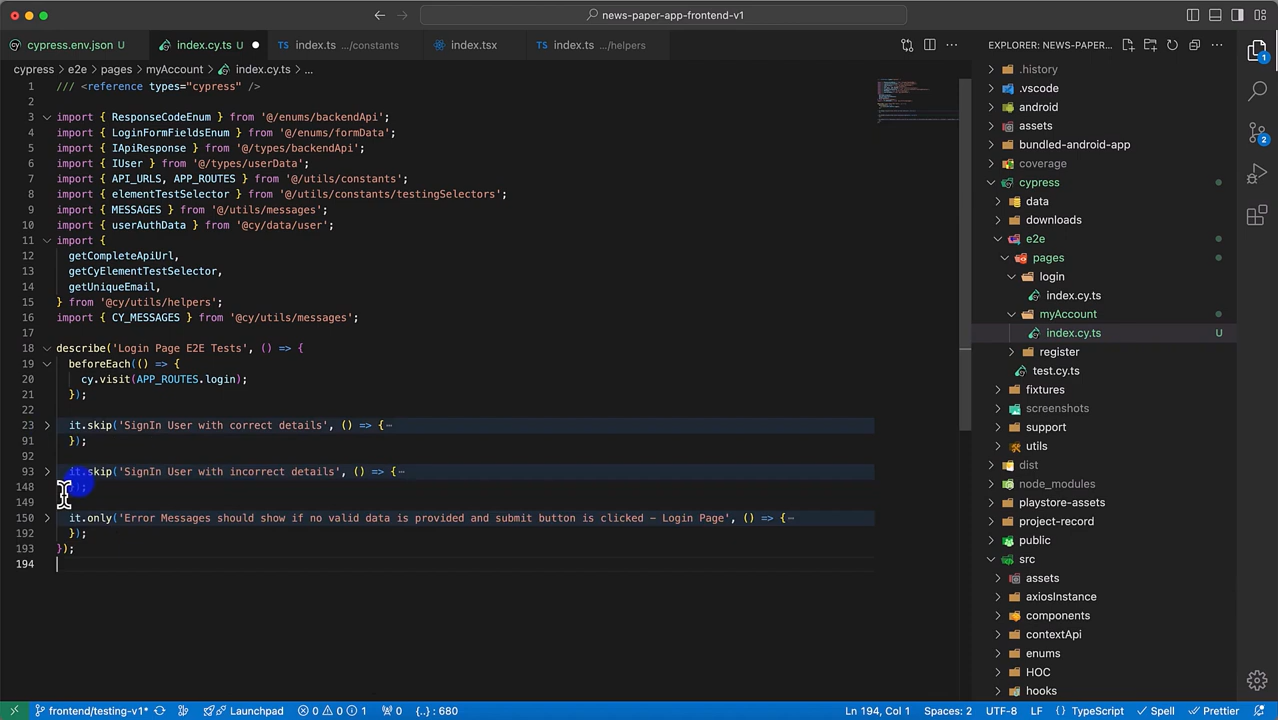 news-paper-app-frontend-v1
cypress.env.json U
index.cy.ts U
index.ts .../constants
index.tsx
index.ts .../helpers
EXPLORER: NEWS-PAPER...
cypress > e2e > pages > myAccount > index.cy.ts > ...
1 /// <reference types="cypress" />
2
3 import { ResponseCodeEnum } from '@/enums/backendApi';
4 import { LoginFormFieldsEnum } from '@/enums/formData';
5 import { IApiResponse } from '@/types/backendApi';
6 import { IUser } from '@/types/userData';
7 import { API_URLS, APP_ROUTES } from '@/utils/constants';
8 import { elementTestSelector } from '@/utils/constants/testingSelectors';
9 import { MESSAGES } from '@/utils/messages';
10 import { userAuthData } from '@cy/data/user';
11 import {
12 getCompleteApiUrl,
13 getCyElementTestSelector,
14 getUniqueEmail,
15 } from '@cy/utils/helpers';
16 import { CY_MESSAGES } from '@cy/utils/messages';
17
18 describe('Login Page E2E Tests', () => {
19 beforeEach(() => {
20 cy.visit(APP_ROUTES.login);
21 });
22
23 it.skip('SignIn User with correct details', () => {⋯
91 });
92
93 it.skip('SignIn User with incorrect details', () => {⋯
148 });
149
150 it.only('Error Messages should show if no valid data is provided and submit button is clicked - Login Page', () => {⋯
192 });
193 });
194
.history
.vscode
android
assets
bundled-android-app
coverage
cypress
data
downloads
e2e
pages
login
index.cy.ts
myAccount
index.cy.ts U
register
test.cy.ts
fixtures
screenshots
support
utils
dist
node_modules
playstore-assets
project-record
public
src
assets
axiosInstance
components
contextApi
enums
HOC
hooks
1
2
frontend/testing-v1*
Launchpad
0 0 1
0
{..} : 680
Ln 194, Col 1
Spaces: 2
UTF-8
LF
{} TypeScript
Spell
Prettier